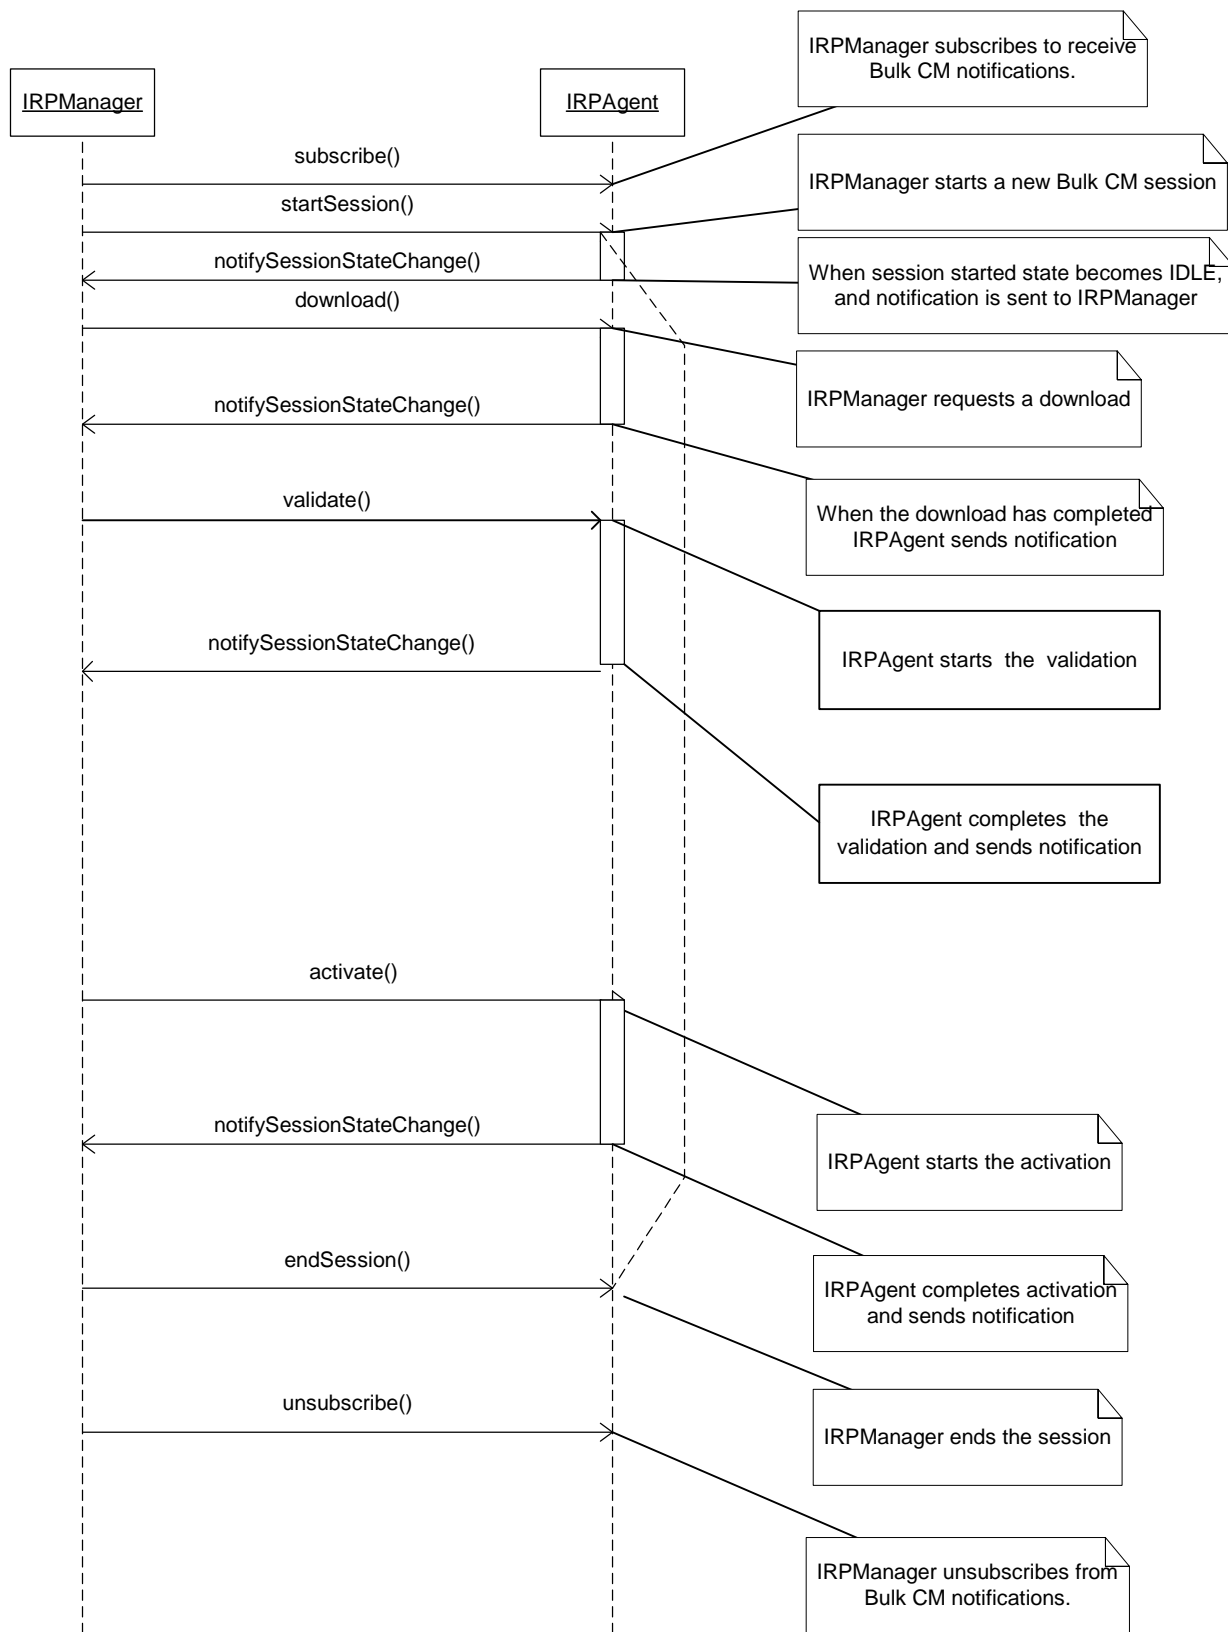 IRPManager
IRPAgent
IRPManager subscribes to receive
Bulk CM notifications.
subscribe()
IRPManager starts a new Bulk CM session
startSession()
notifySessionStateChange()
When session started state becomes IDLE,
and notification is sent to IRPManager
download()
IRPManager requests a download
notifySessionStateChange()
validate()
When the download has completed
IRPAgent sends notification
notifySessionStateChange()
IRPAgent starts the validation
IRPAgent completes the
validation and sends notification
activate()
notifySessionStateChange()
IRPAgent starts the activation
endSession()
IRPAgent completes activation
and sends notification
unsubscribe()
IRPManager ends the session
IRPManager unsubscribes from
Bulk CM notifications.